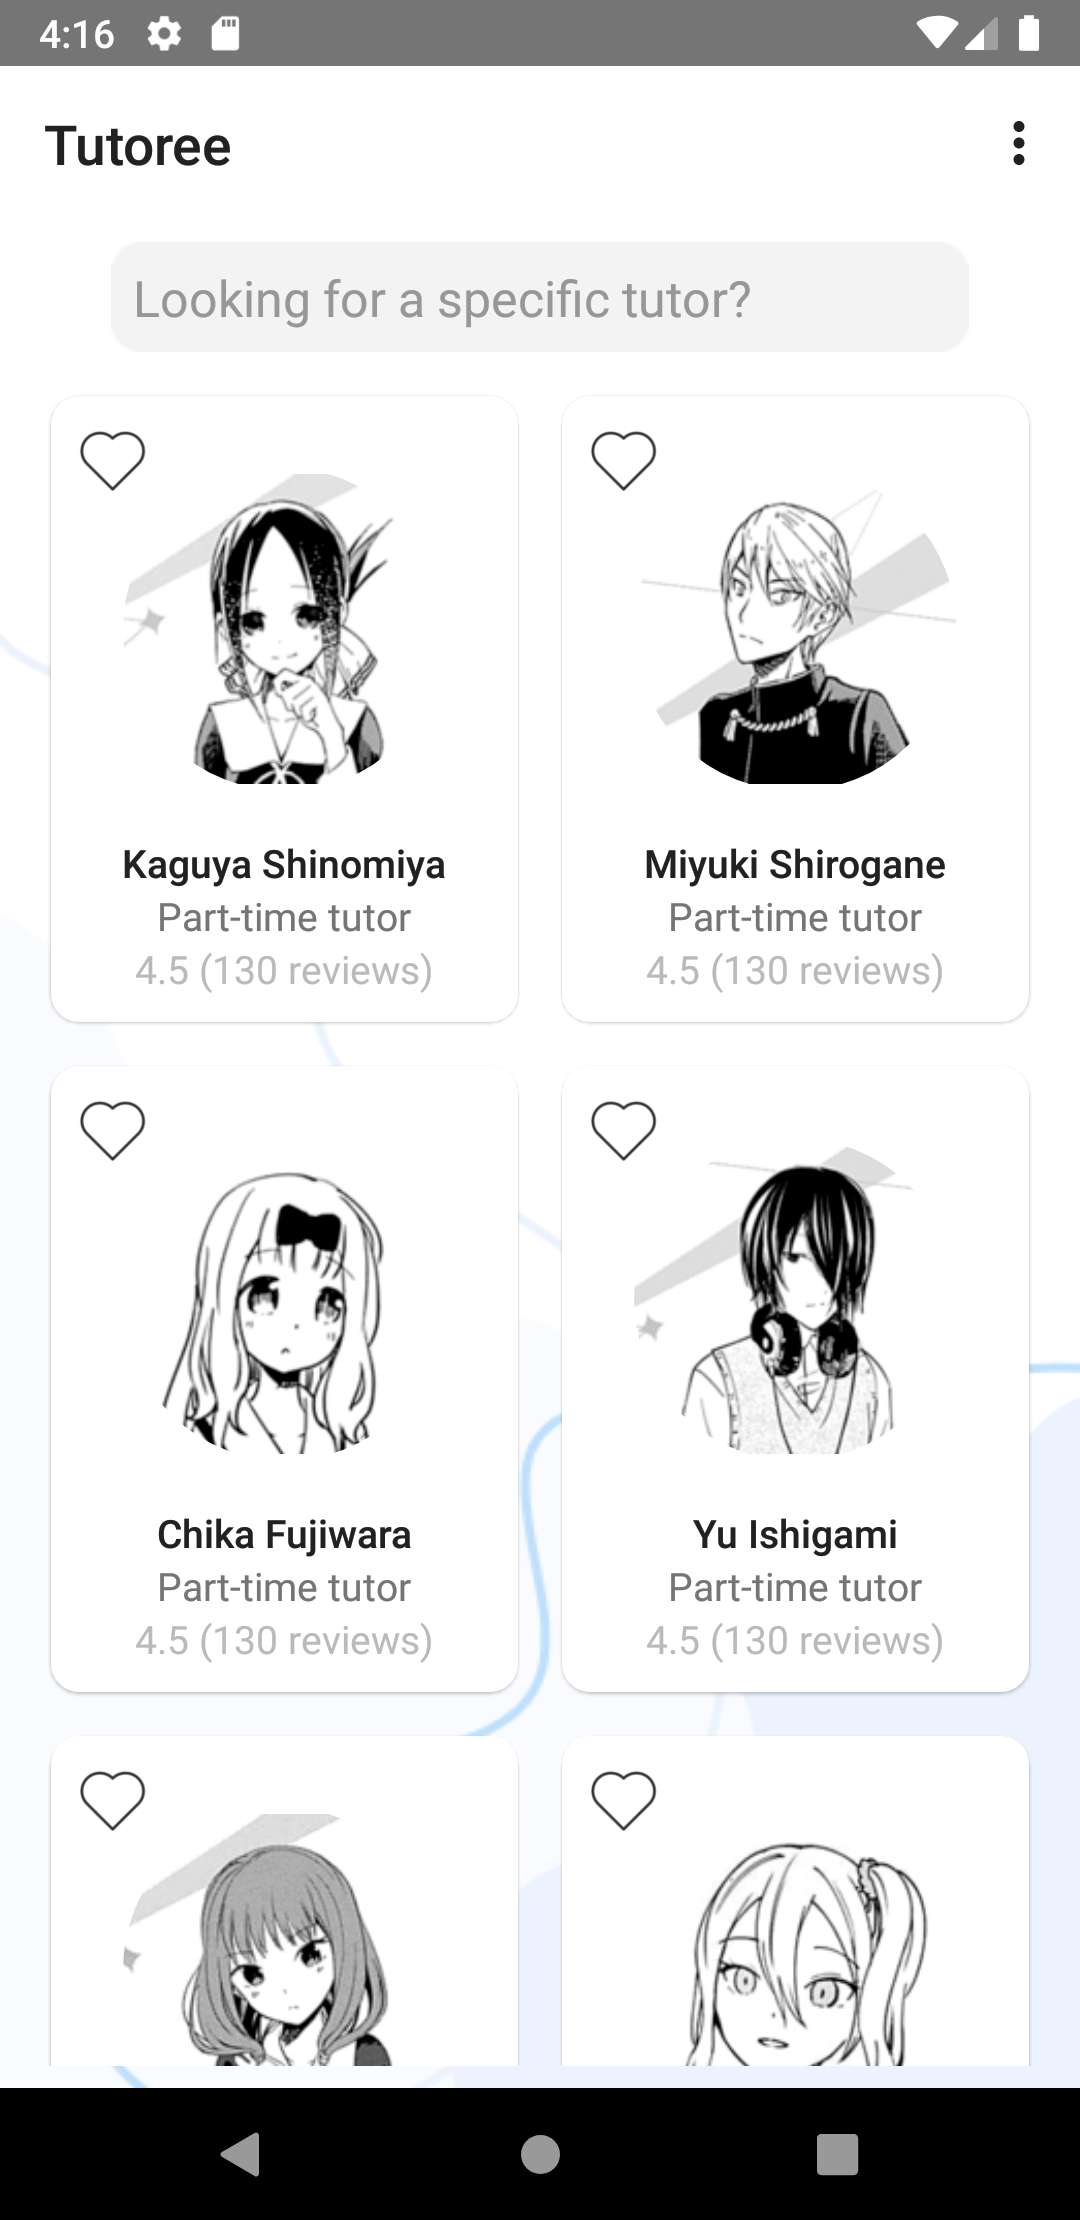 4:16
Tutoree
Looking for a specific tutor?
Kaguya Shinomiya
Part-time tutor
4.5 (130 reviews)
Miyuki Shirogane
Part-time tutor
4.5 (130 reviews)
Chika Fujiwara
Part-time tutor
4.5 (130 reviews)
Yu Ishigami
Part-time tutor
4.5 (130 reviews)